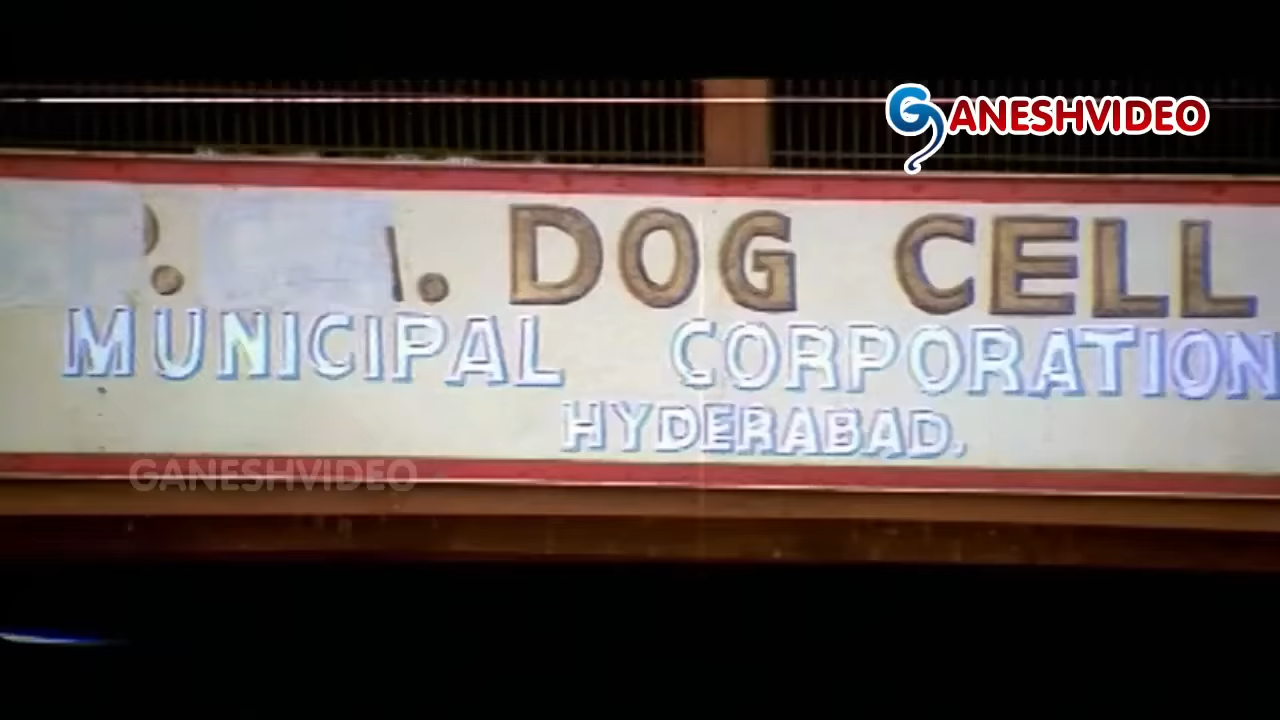 GANESHVIDEO
DOG CELL
MUNICIPAL CORPORATION
HYDERABAD.
GANESHVIDEO